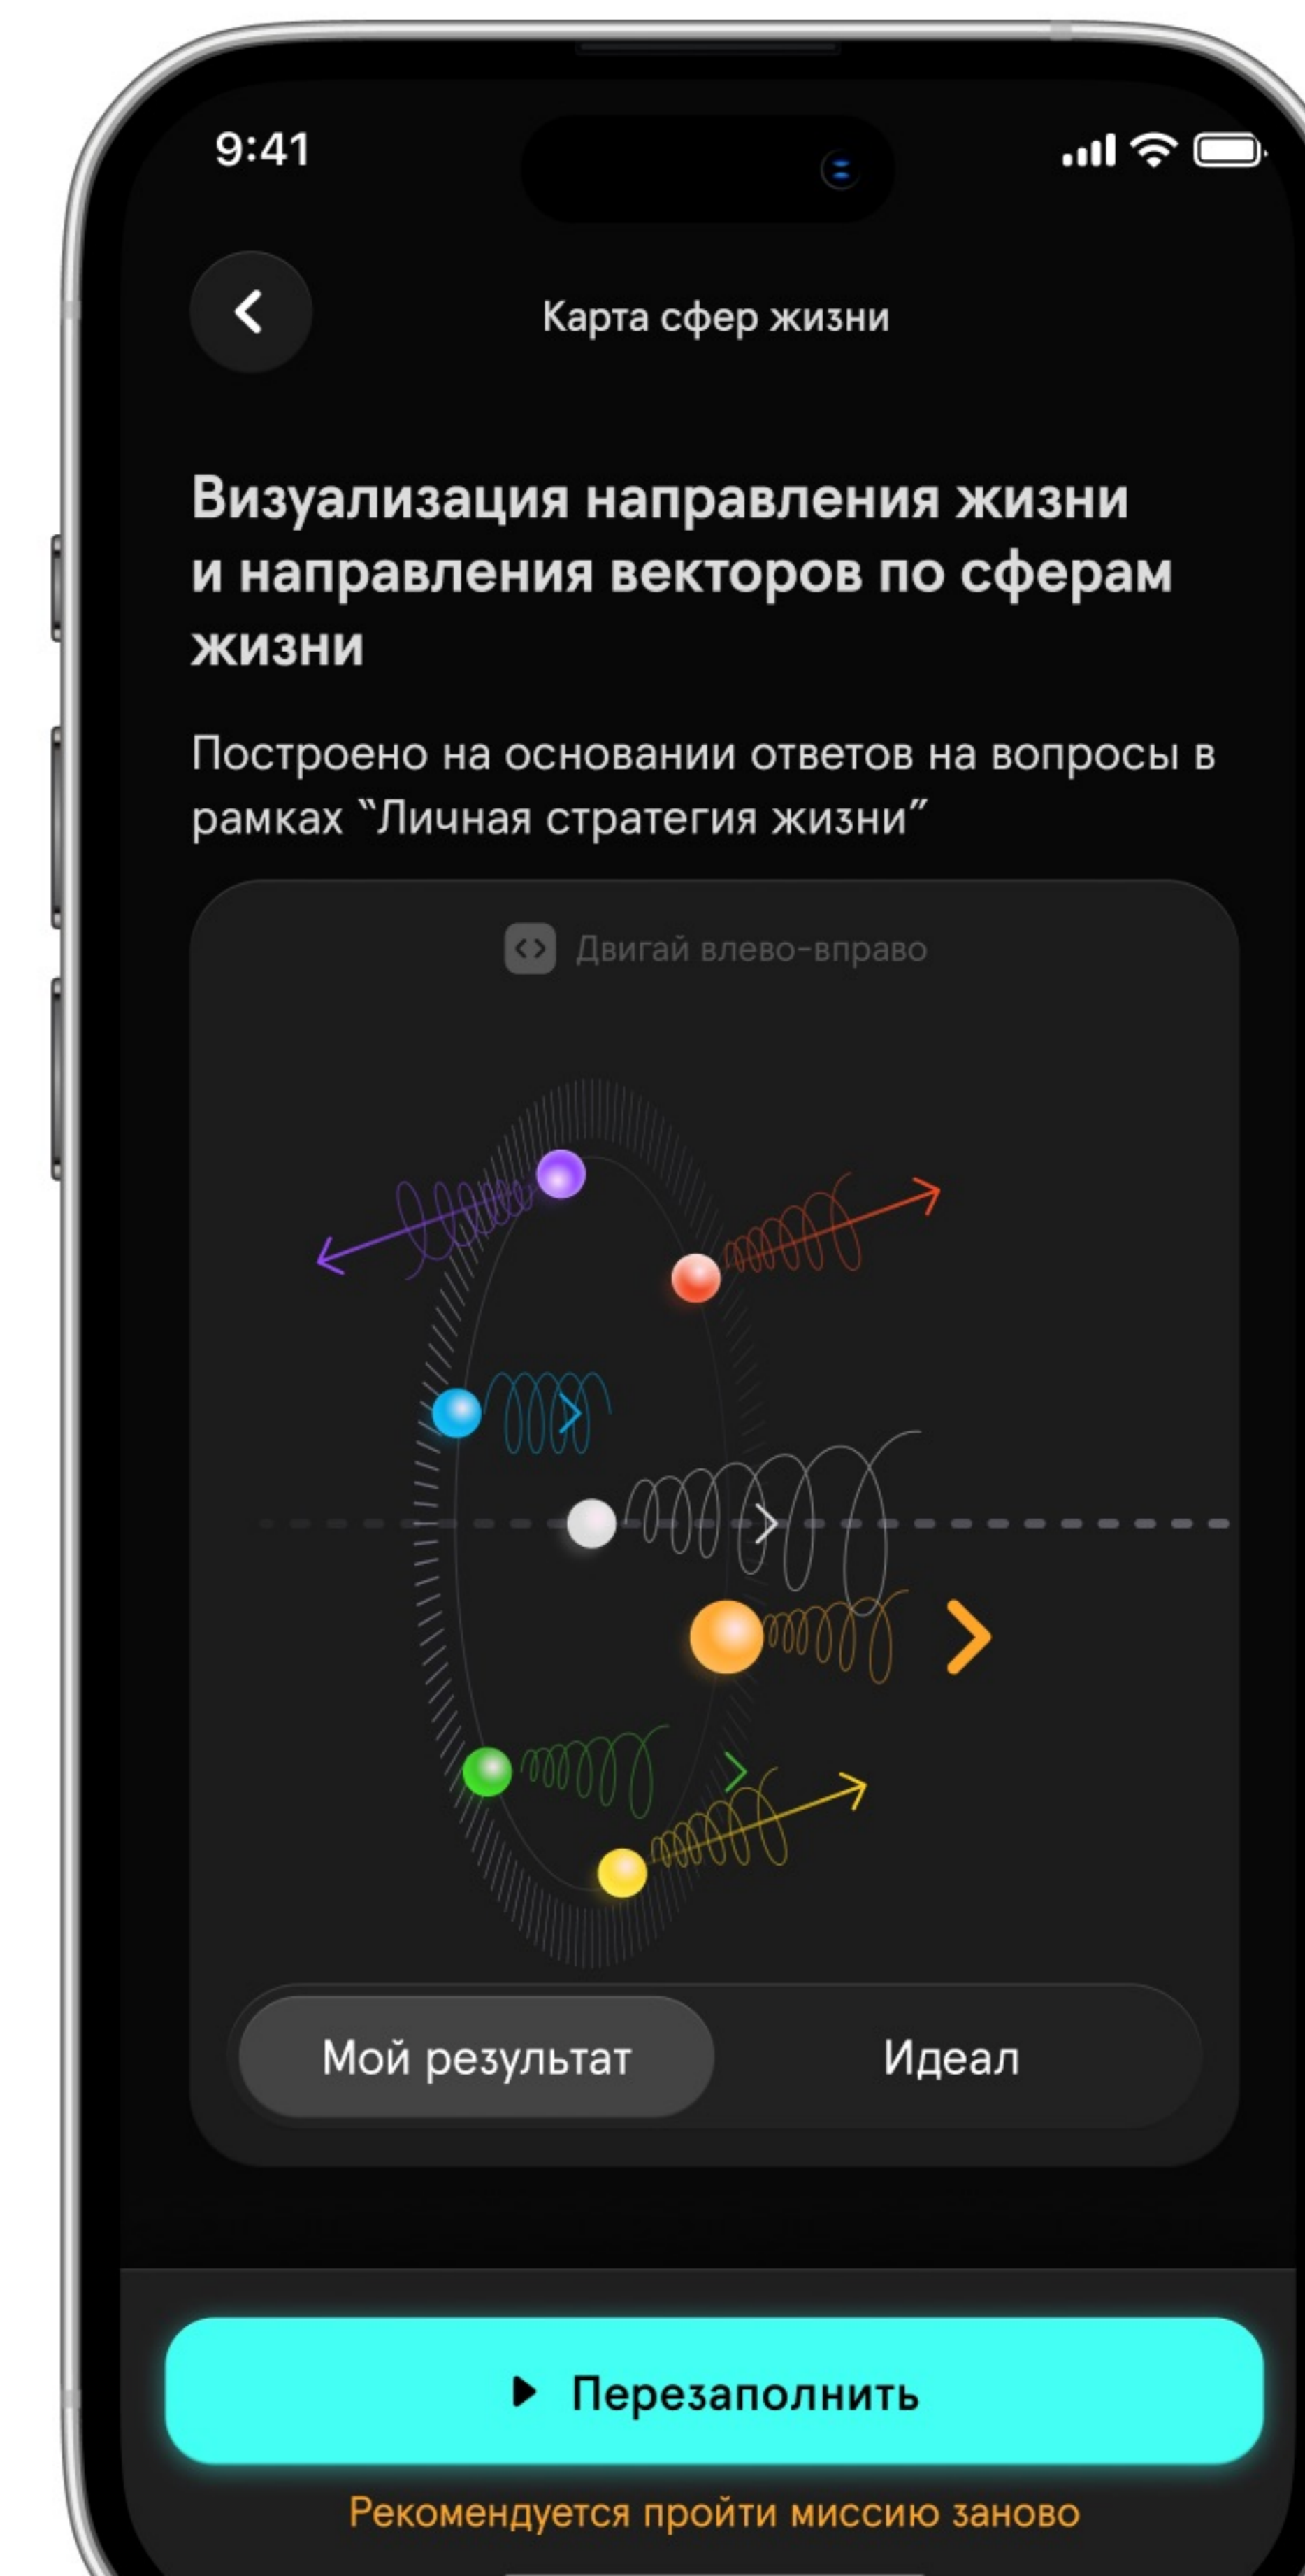 9:41
Карта сфер жизни
Визуализация направления жизни
и направления векторов по сферам
жизни
Построено на основании ответов на вопросы в
рамках “Личная стратегия жизни”
Двигай влево-вправо
Мой результат
Идеал
Перезаполнить
Рекомендуется пройти миссию заново